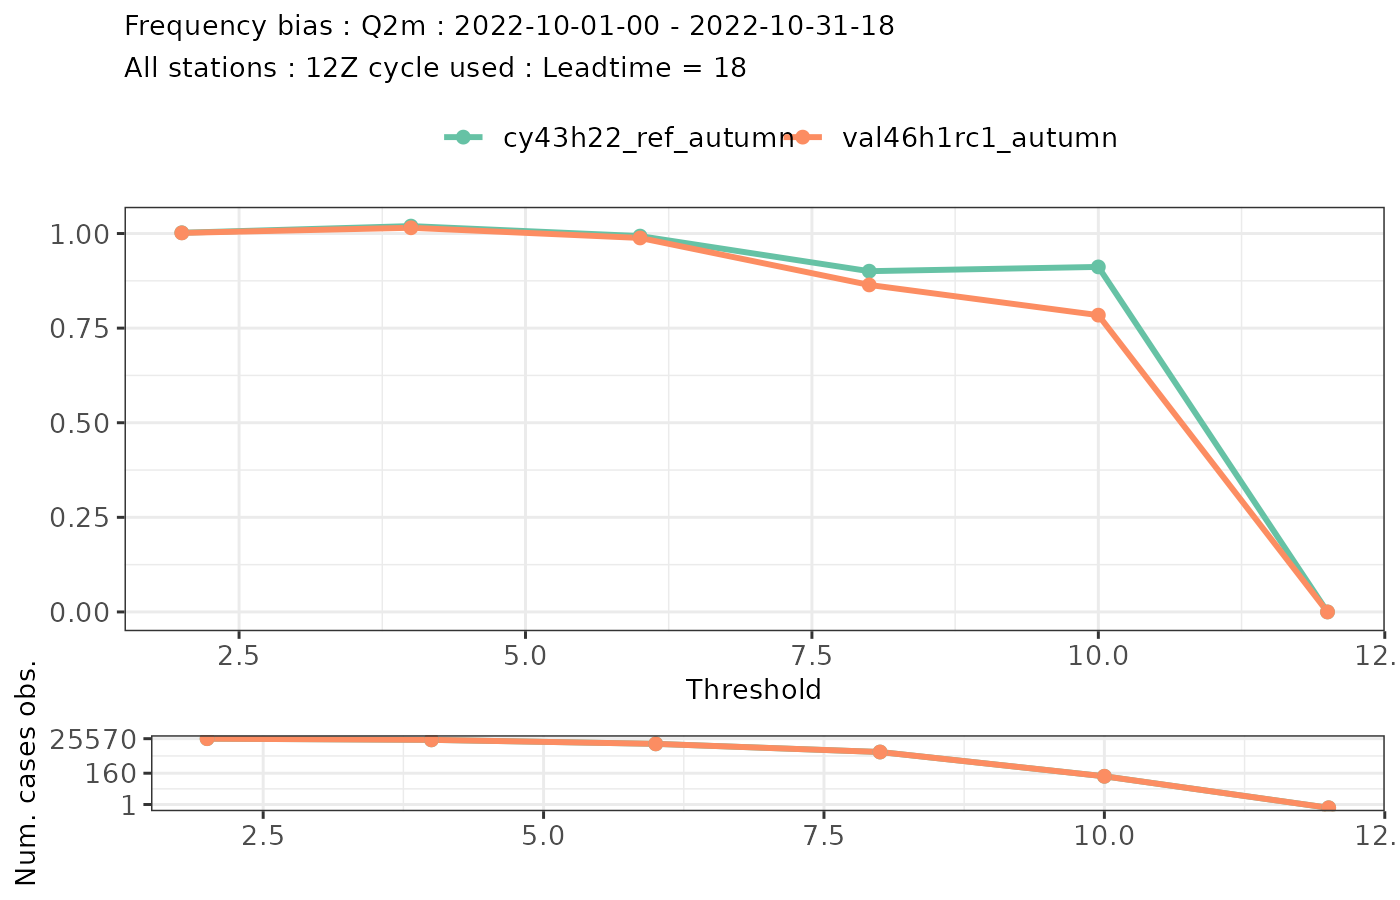 Frequency bias : Q2m : 2022-10-01-00 - 2022-10-31-18
All stations : 12Z cycle used : Leadtime = 18
cy43h22_ref_autumn val46h1rc1_autumn
1.00
0.75
0.50
0.25
0.00
2.5 5.0 7.5 10.0 12.
Threshold
Num. cases obs.
25570
160
1
2.5 5.0 7.5 10.0 12.